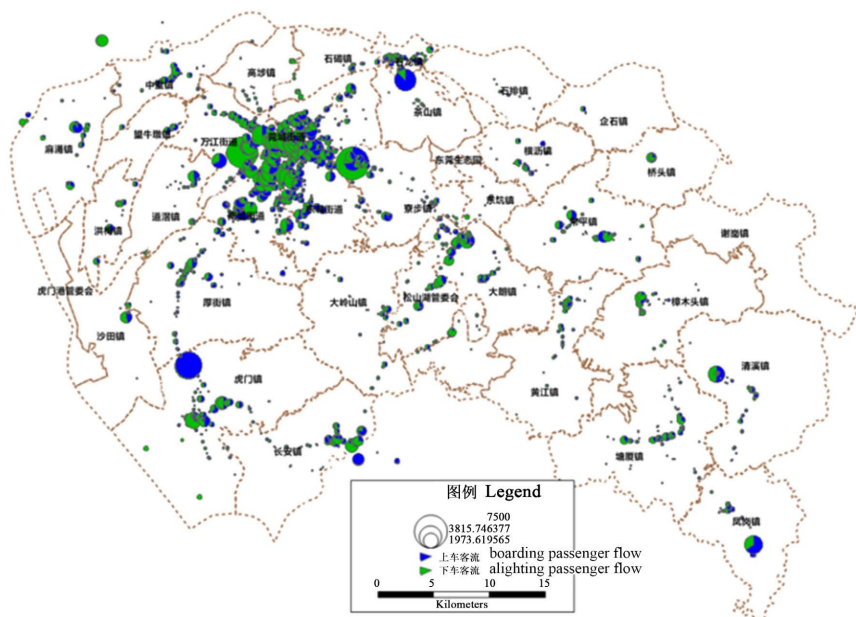 高埗镇
石碣镇
石龙镇
中堂镇
石排镇
茶山镇
企石镇
望牛墩镇
万江街道
莞城街道
麻涌镇
横沥镇
东莞生态园
桥头镇
东坑镇
寮步镇
道滘镇
洪梅镇
常平镇
谢岗镇
虎门港管委会
厚街镇
大岭山镇
松山湖管委会
大朗镇
樟木头镇
沙田镇
虎门镇
黄江镇
清溪镇
长安镇
塘厦镇
凤岗镇
图例 Legend
7500
3815.746377
1973.619565
上车客流 boarding passenger flow
下车客流 alighting passenger flow
0 5 10 15
Kilometers